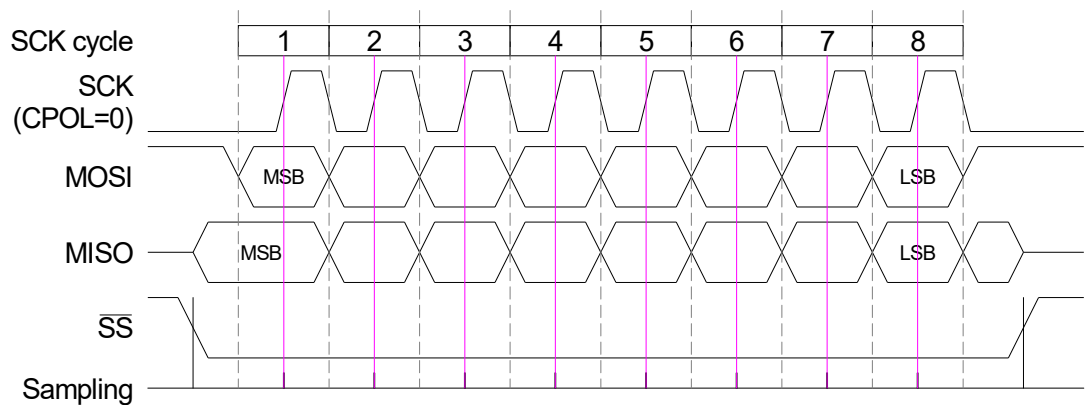 SCK cycle 1 2 3 4 5 6 7 8
SCK
(CPOL=0)
MOSI MSB LSB
MISO MSB LSB
SS
Sampling